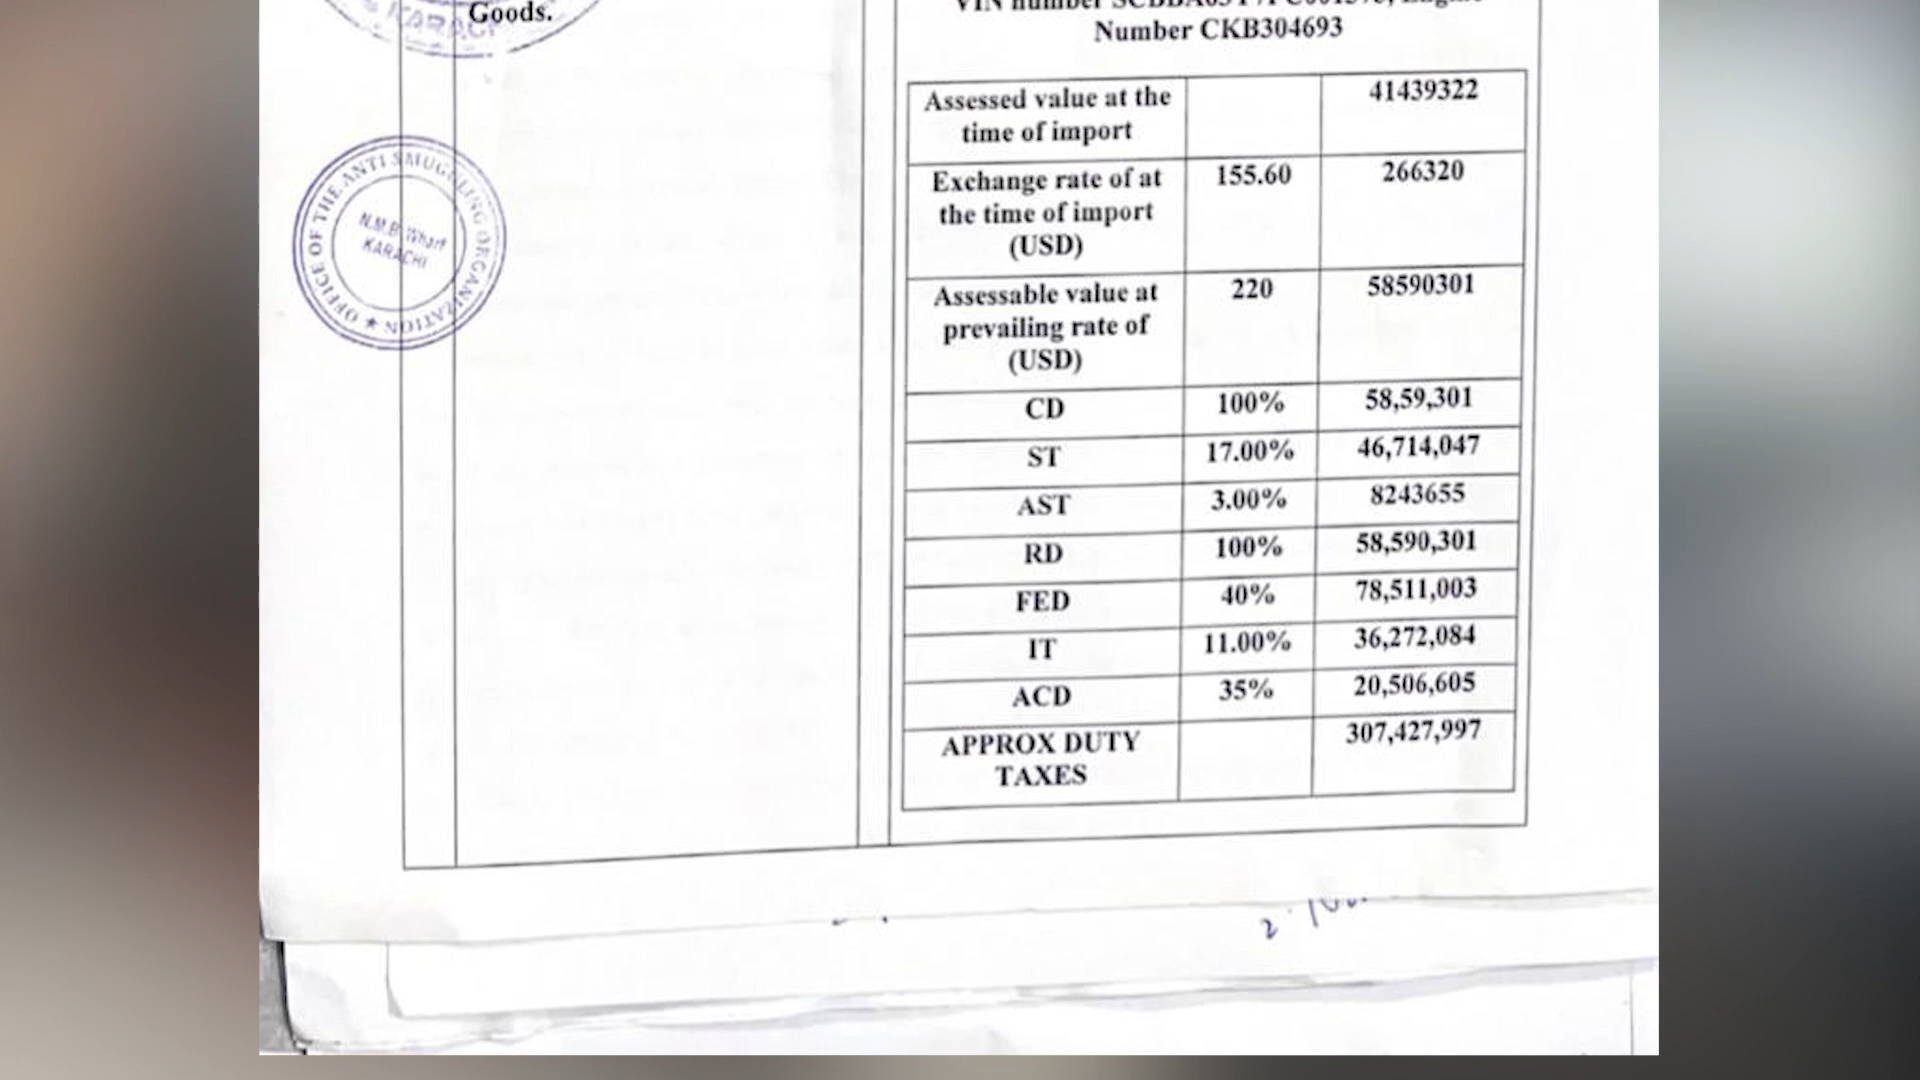 KARACHI
Goods.
OFFICE OF THE ANTI SMUGGLING ORGANIZATION ★
N.M.B. Wharf
KARACHI
VIN number
Number CKB304693
Assessed value at the time of import 41439322
Exchange rate of at the time of import (USD) 155.60 266320
Assessable value at prevailing rate of (USD) 220 58590301
CD 100% 58,59,301
ST 17.00% 46,714,047
AST 3.00% 8243655
RD 100% 58,590,301
FED 40% 78,511,003
IT 11.00% 36,272,084
ACD 35% 20,506,605
APPROX DUTY TAXES 307,427,997